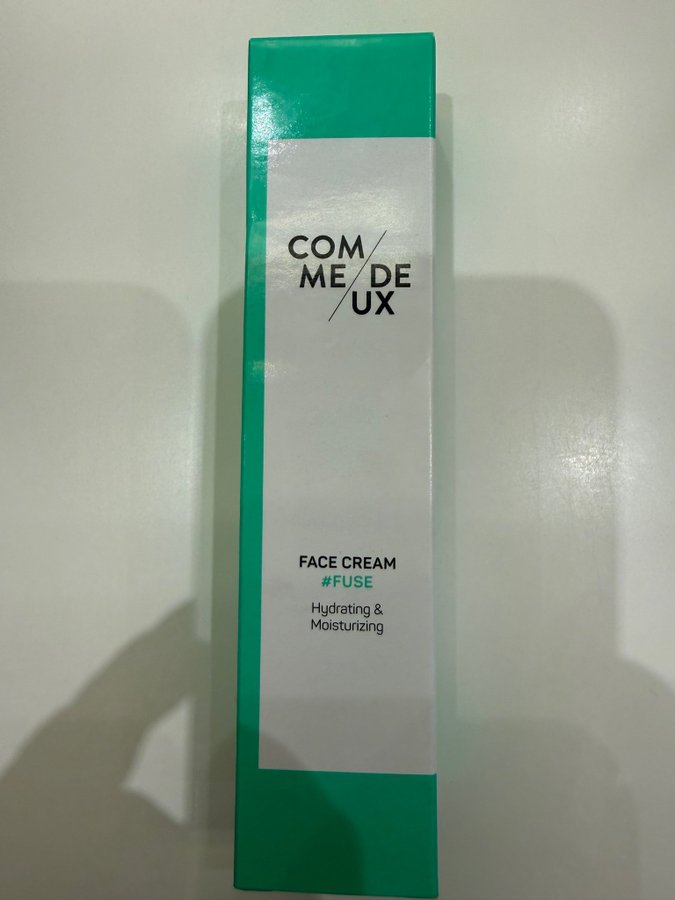 COM/
ME/DE
/UX
FACE CREAM
#FUSE
Hydrating &
Moisturizing